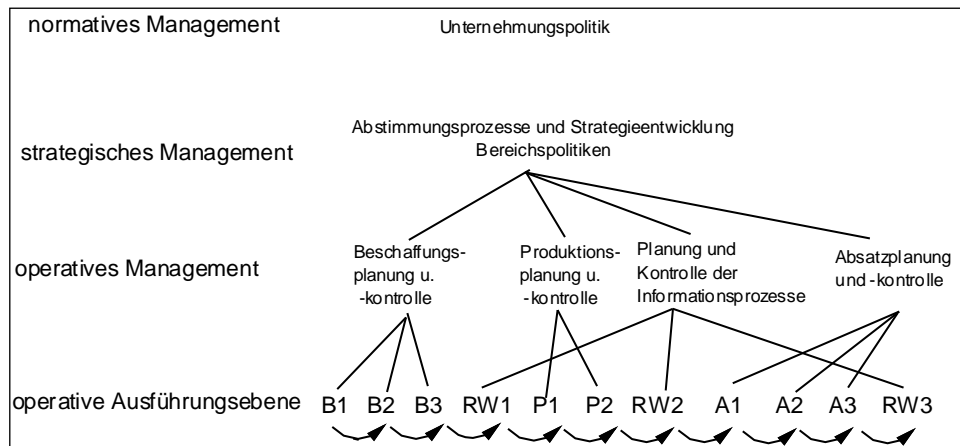 normatives Management
Unternehmungspolitik
Abstimmungsprozesse und Strategieentwicklung
strategisches Management
Bereichspolitiken
Beschaffungs-
planung u.
-kontrolle
Produktions-
planung u.
-kontrolle
Planung und
Kontrolle der
Informationsprozesse
Absatzplanung
und -kontrolle
operatives Management
operative Ausführungsebene B1 B2 B3 RW1 P1 P2 RW2 A1 A2 A3 RW3